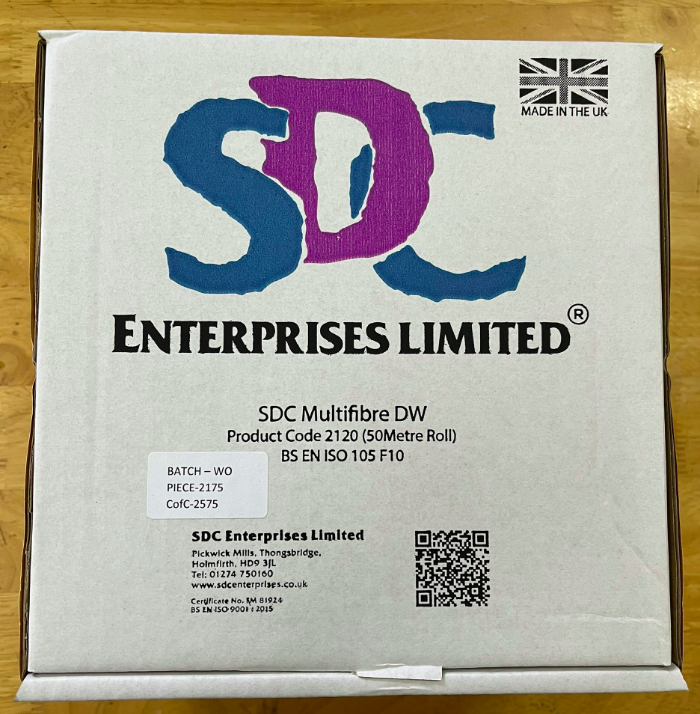 MADE IN THE UK
SDC
ENTERPRISES LIMITED®
SDC Multifibre DW
Product Code 2120 (50Metre Roll)
BS EN ISO 105 F10
BATCH – WO
PIECE-2175
CofC-2575
SDC Enterprises Limited
Pickwick Mills, Thongsbridge,
Holmfirth, HD9 3JL
Tel: 01274 750160
www.sdcenterprises.co.uk
Certificate No. FM 81924
BS EN ISO 9001 : 2015